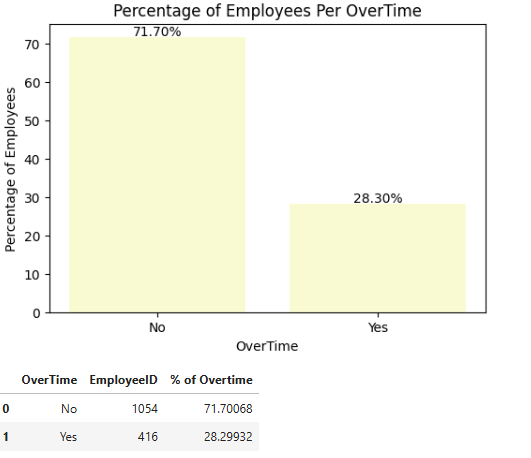 Percentage of Employees Per OverTime
71.70%
28.30%
70
60
50
40
30
20
10
0
Percentage of Employees
No Yes
OverTime
OverTime EmployeeID % of Overtime
0 No 1054 71.70068
1 Yes 416 28.29932